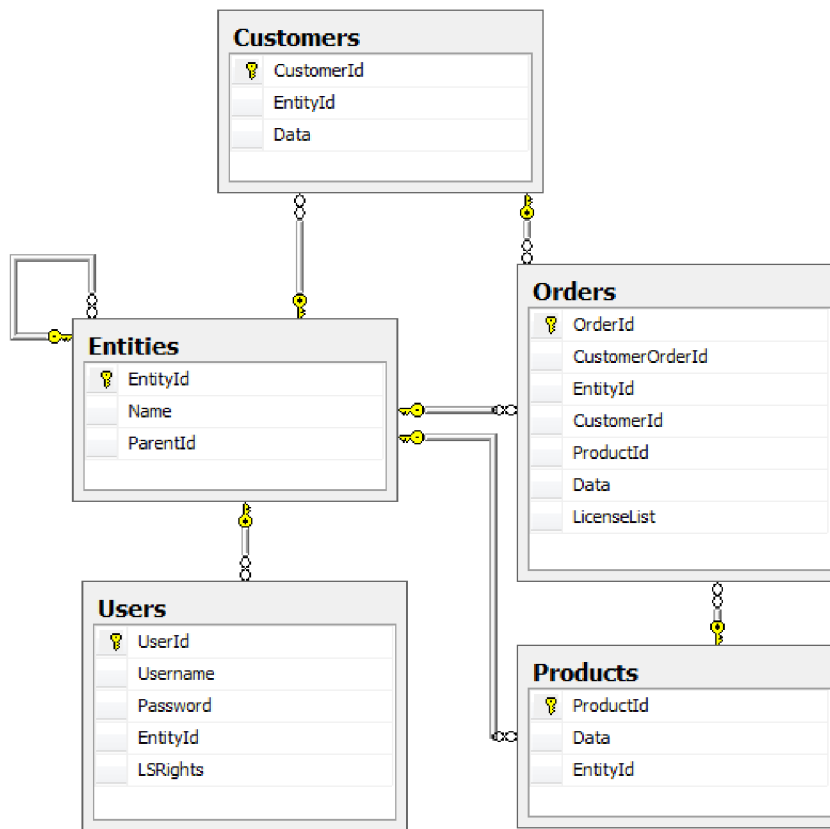 Customers
CustomerId
EntityId
Data
Orders
OrderId
CustomerOrderId
EntityId
CustomerId
ProductId
Data
LicenseList
Entities
EntityId
Name
ParentId
Users
UserId
Username
Password
EntityId
LSRights
Products
ProductId
Data
EntityId